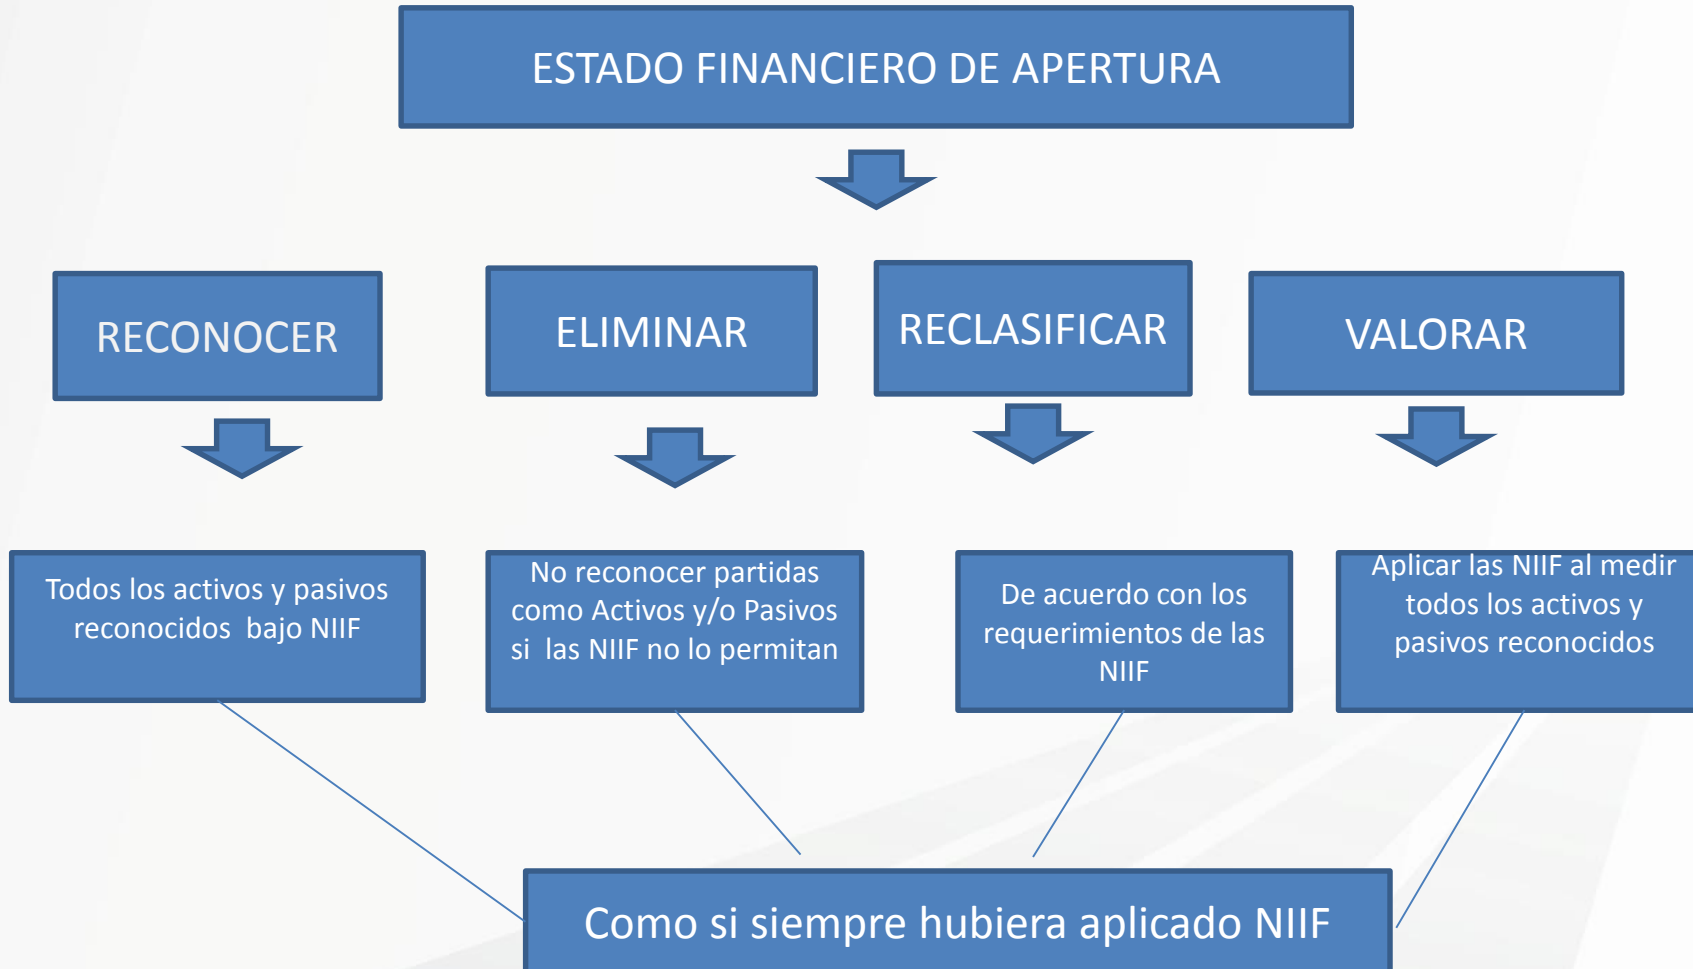 ESTADO FINANCIERO DE APERTURA
RECONOCER
ELIMINAR
RECLASIFICAR
VALORAR
Todos los activos y pasivos
reconocidos bajo NIIF
No reconocer partidas
como Activos y/o Pasivos
si las NIIF no lo permitan
De acuerdo con los
requerimientos de las
NIIF
Aplicar las NIIF al medir
todos los activos y
pasivos reconocidos
Como si siempre hubiera aplicado NIIF